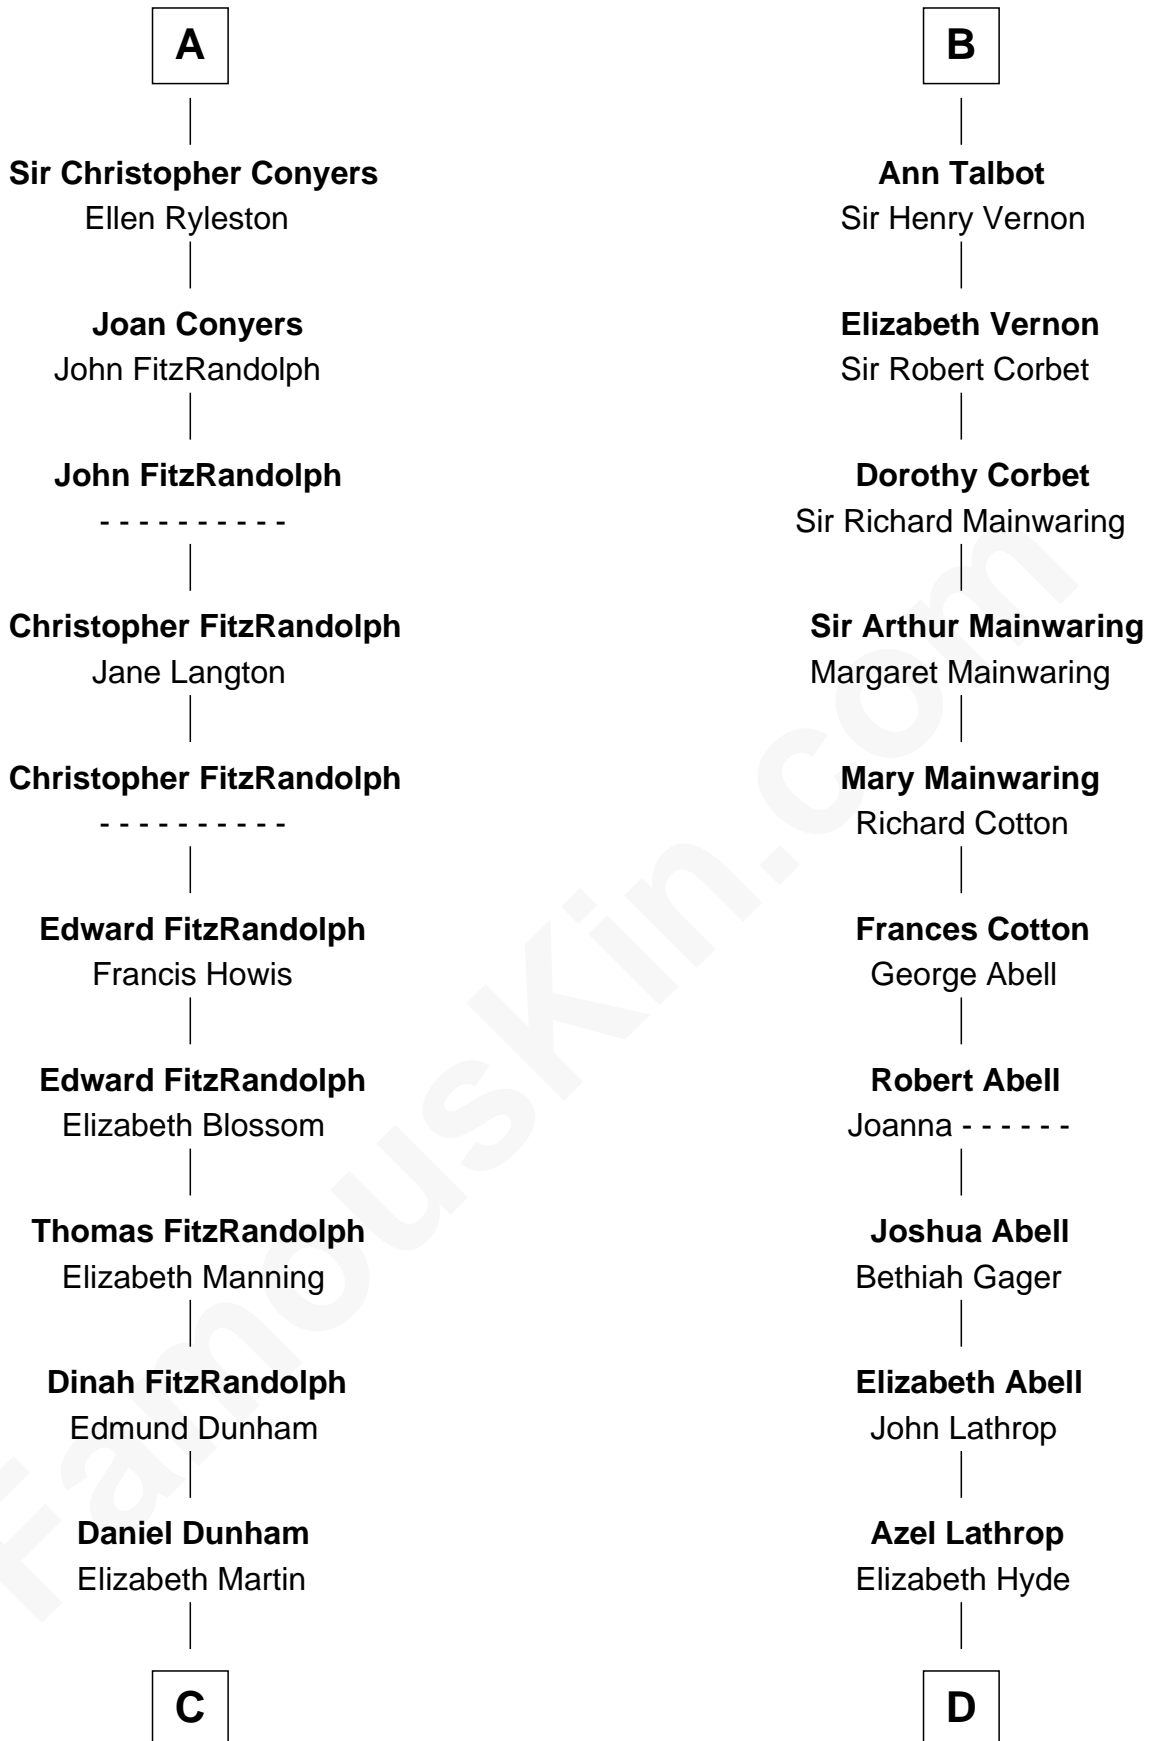 A
Sir Christopher Conyers
Ellen Ryleston
Joan Conyers
John FitzRandolph
John FitzRandolph
- - - - - - - - - -
Christopher FitzRandolph
Jane Langton
Christopher FitzRandolph
- - - - - - - - - -
Edward FitzRandolph
Francis Howis
Edward FitzRandolph
Elizabeth Blossom
Thomas FitzRandolph
Elizabeth Manning
Dinah FitzRandolph
Edmund Dunham
Daniel Dunham
Elizabeth Martin
C
B
Ann Talbot
Sir Henry Vernon
Elizabeth Vernon
Sir Robert Corbet
Dorothy Corbet
Sir Richard Mainwaring
Sir Arthur Mainwaring
Margaret Mainwaring
Mary Mainwaring
Richard Cotton
Frances Cotton
George Abell
Robert Abell
Joanna - - - - - -
Joshua Abell
Bethiah Gager
Elizabeth Abell
John Lathrop
Azel Lathrop
Elizabeth Hyde
D
FamousKin.com